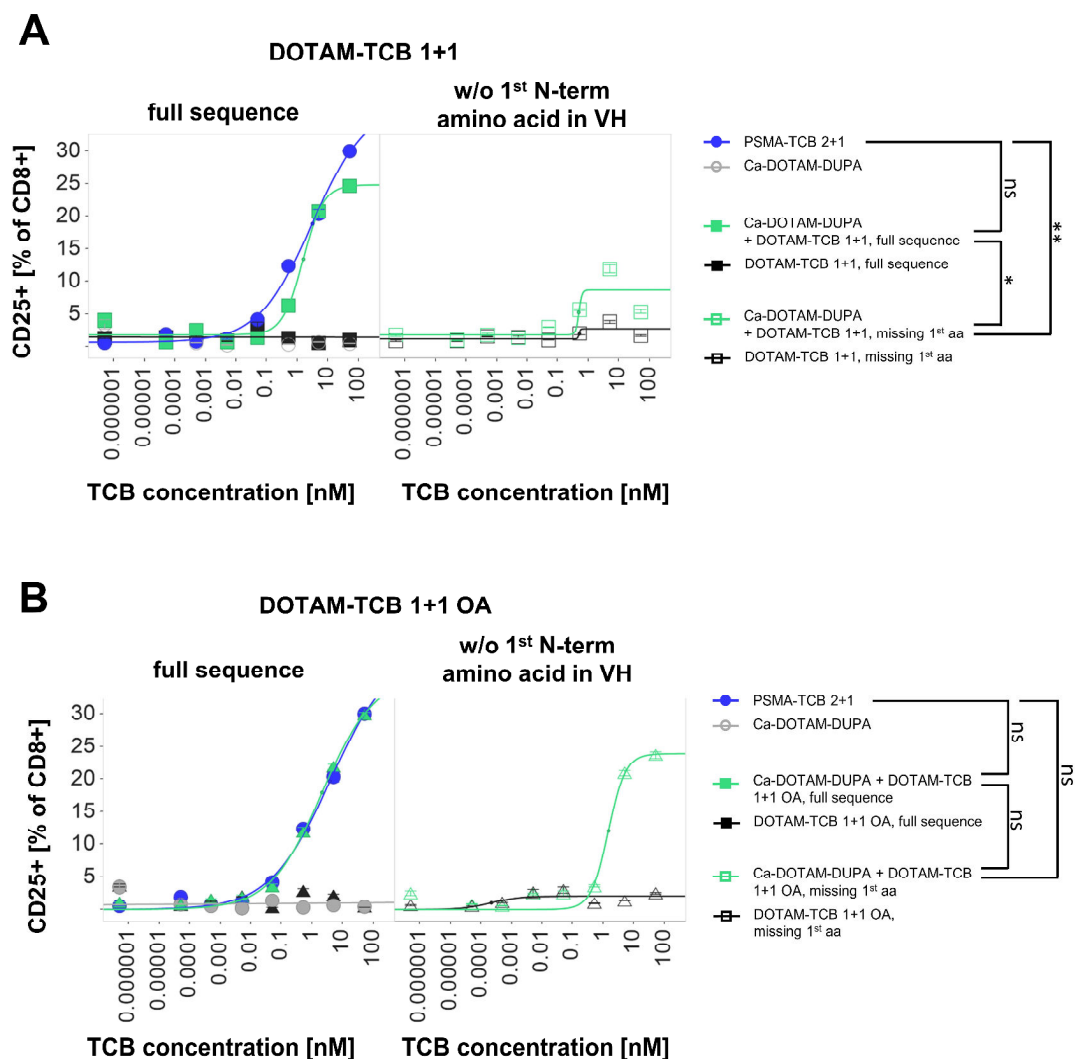 A
DOTAM-TCB 1+1
full sequence
w/o 1st N-term
amino acid in VH
CD25+ [% of CD8+]
30
25
20
15
10
5
0.000001
0.00001
0.0001
0.001
0.01
0.1
1
10
100
0.000001
0.00001
0.0001
0.001
0.01
0.1
1
10
100
TCB concentration [nM]
TCB concentration [nM]
PSMA-TCB 2+1
Ca-DOTAM-DUPA
Ca-DOTAM-DUPA
+ DOTAM-TCB 1+1, full sequence
DOTAM-TCB 1+1, full sequence
Ca-DOTAM-DUPA
+ DOTAM-TCB 1+1, missing 1st aa
DOTAM-TCB 1+1, missing 1st aa
ns
*
**
B
DOTAM-TCB 1+1 OA
full sequence
w/o 1st N-term
amino acid in VH
CD25+ [% of CD8+]
30
25
20
15
10
5
0.000001
0.00001
0.0001
0.001
0.01
0.1
1
10
100
0.000001
0.00001
0.0001
0.001
0.01
0.1
1
10
100
TCB concentration [nM]
TCB concentration [nM]
PSMA-TCB 2+1
Ca-DOTAM-DUPA
Ca-DOTAM-DUPA + DOTAM-TCB
1+1 OA, full sequence
DOTAM-TCB 1+1 OA, full sequence
Ca-DOTAM-DUPA + DOTAM-TCB
1+1 OA, missing 1st aa
DOTAM-TCB 1+1 OA,
missing 1st aa
ns
ns
ns